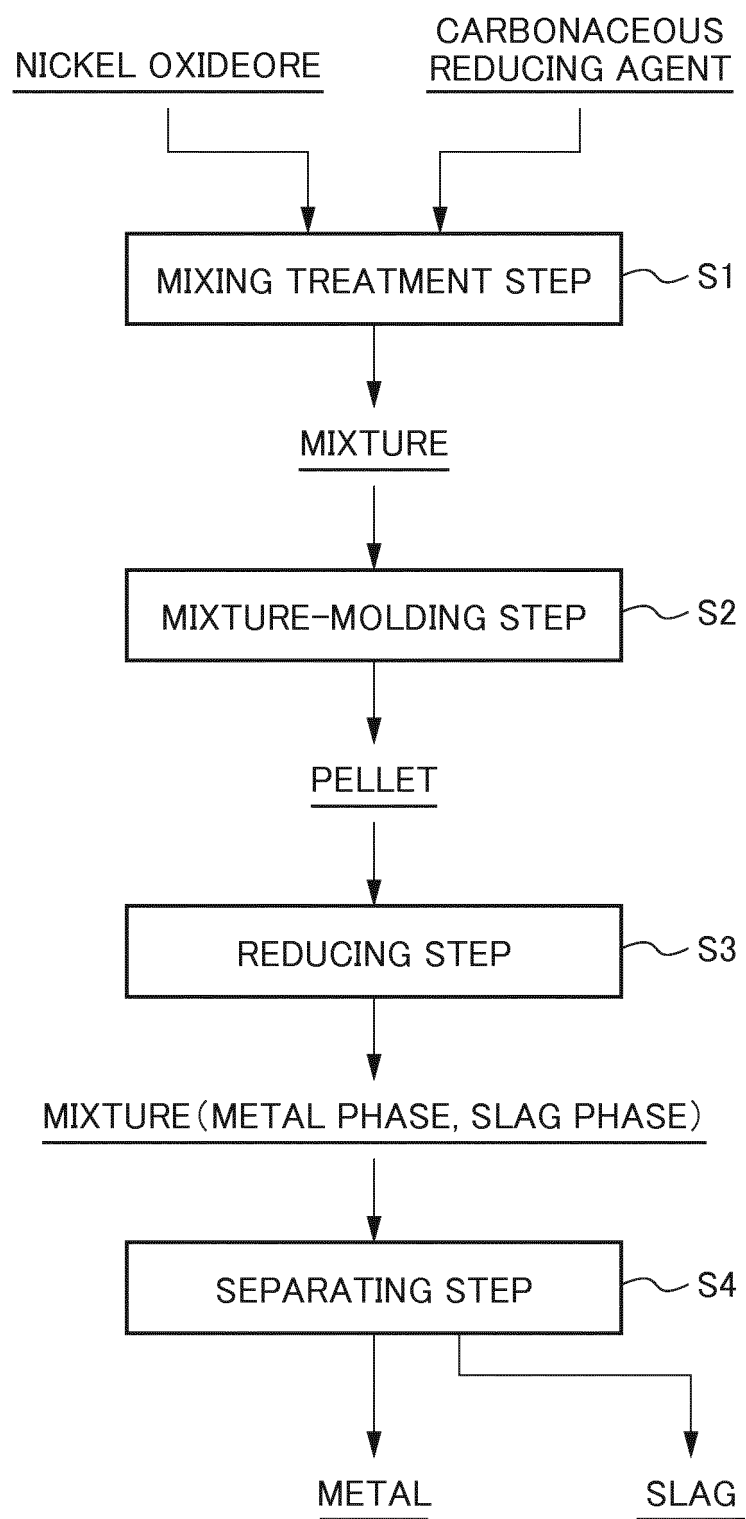 NICKEL OXIDEORE
CARBONACEOUS
REDUCING AGENT
MIXING TREATMENT STEP
S1
MIXTURE
MIXTURE-MOLDING STEP
S2
PELLET
REDUCING STEP
S3
MIXTURE(METAL PHASE, SLAG PHASE)
SEPARATING STEP
S4
METAL
SLAG